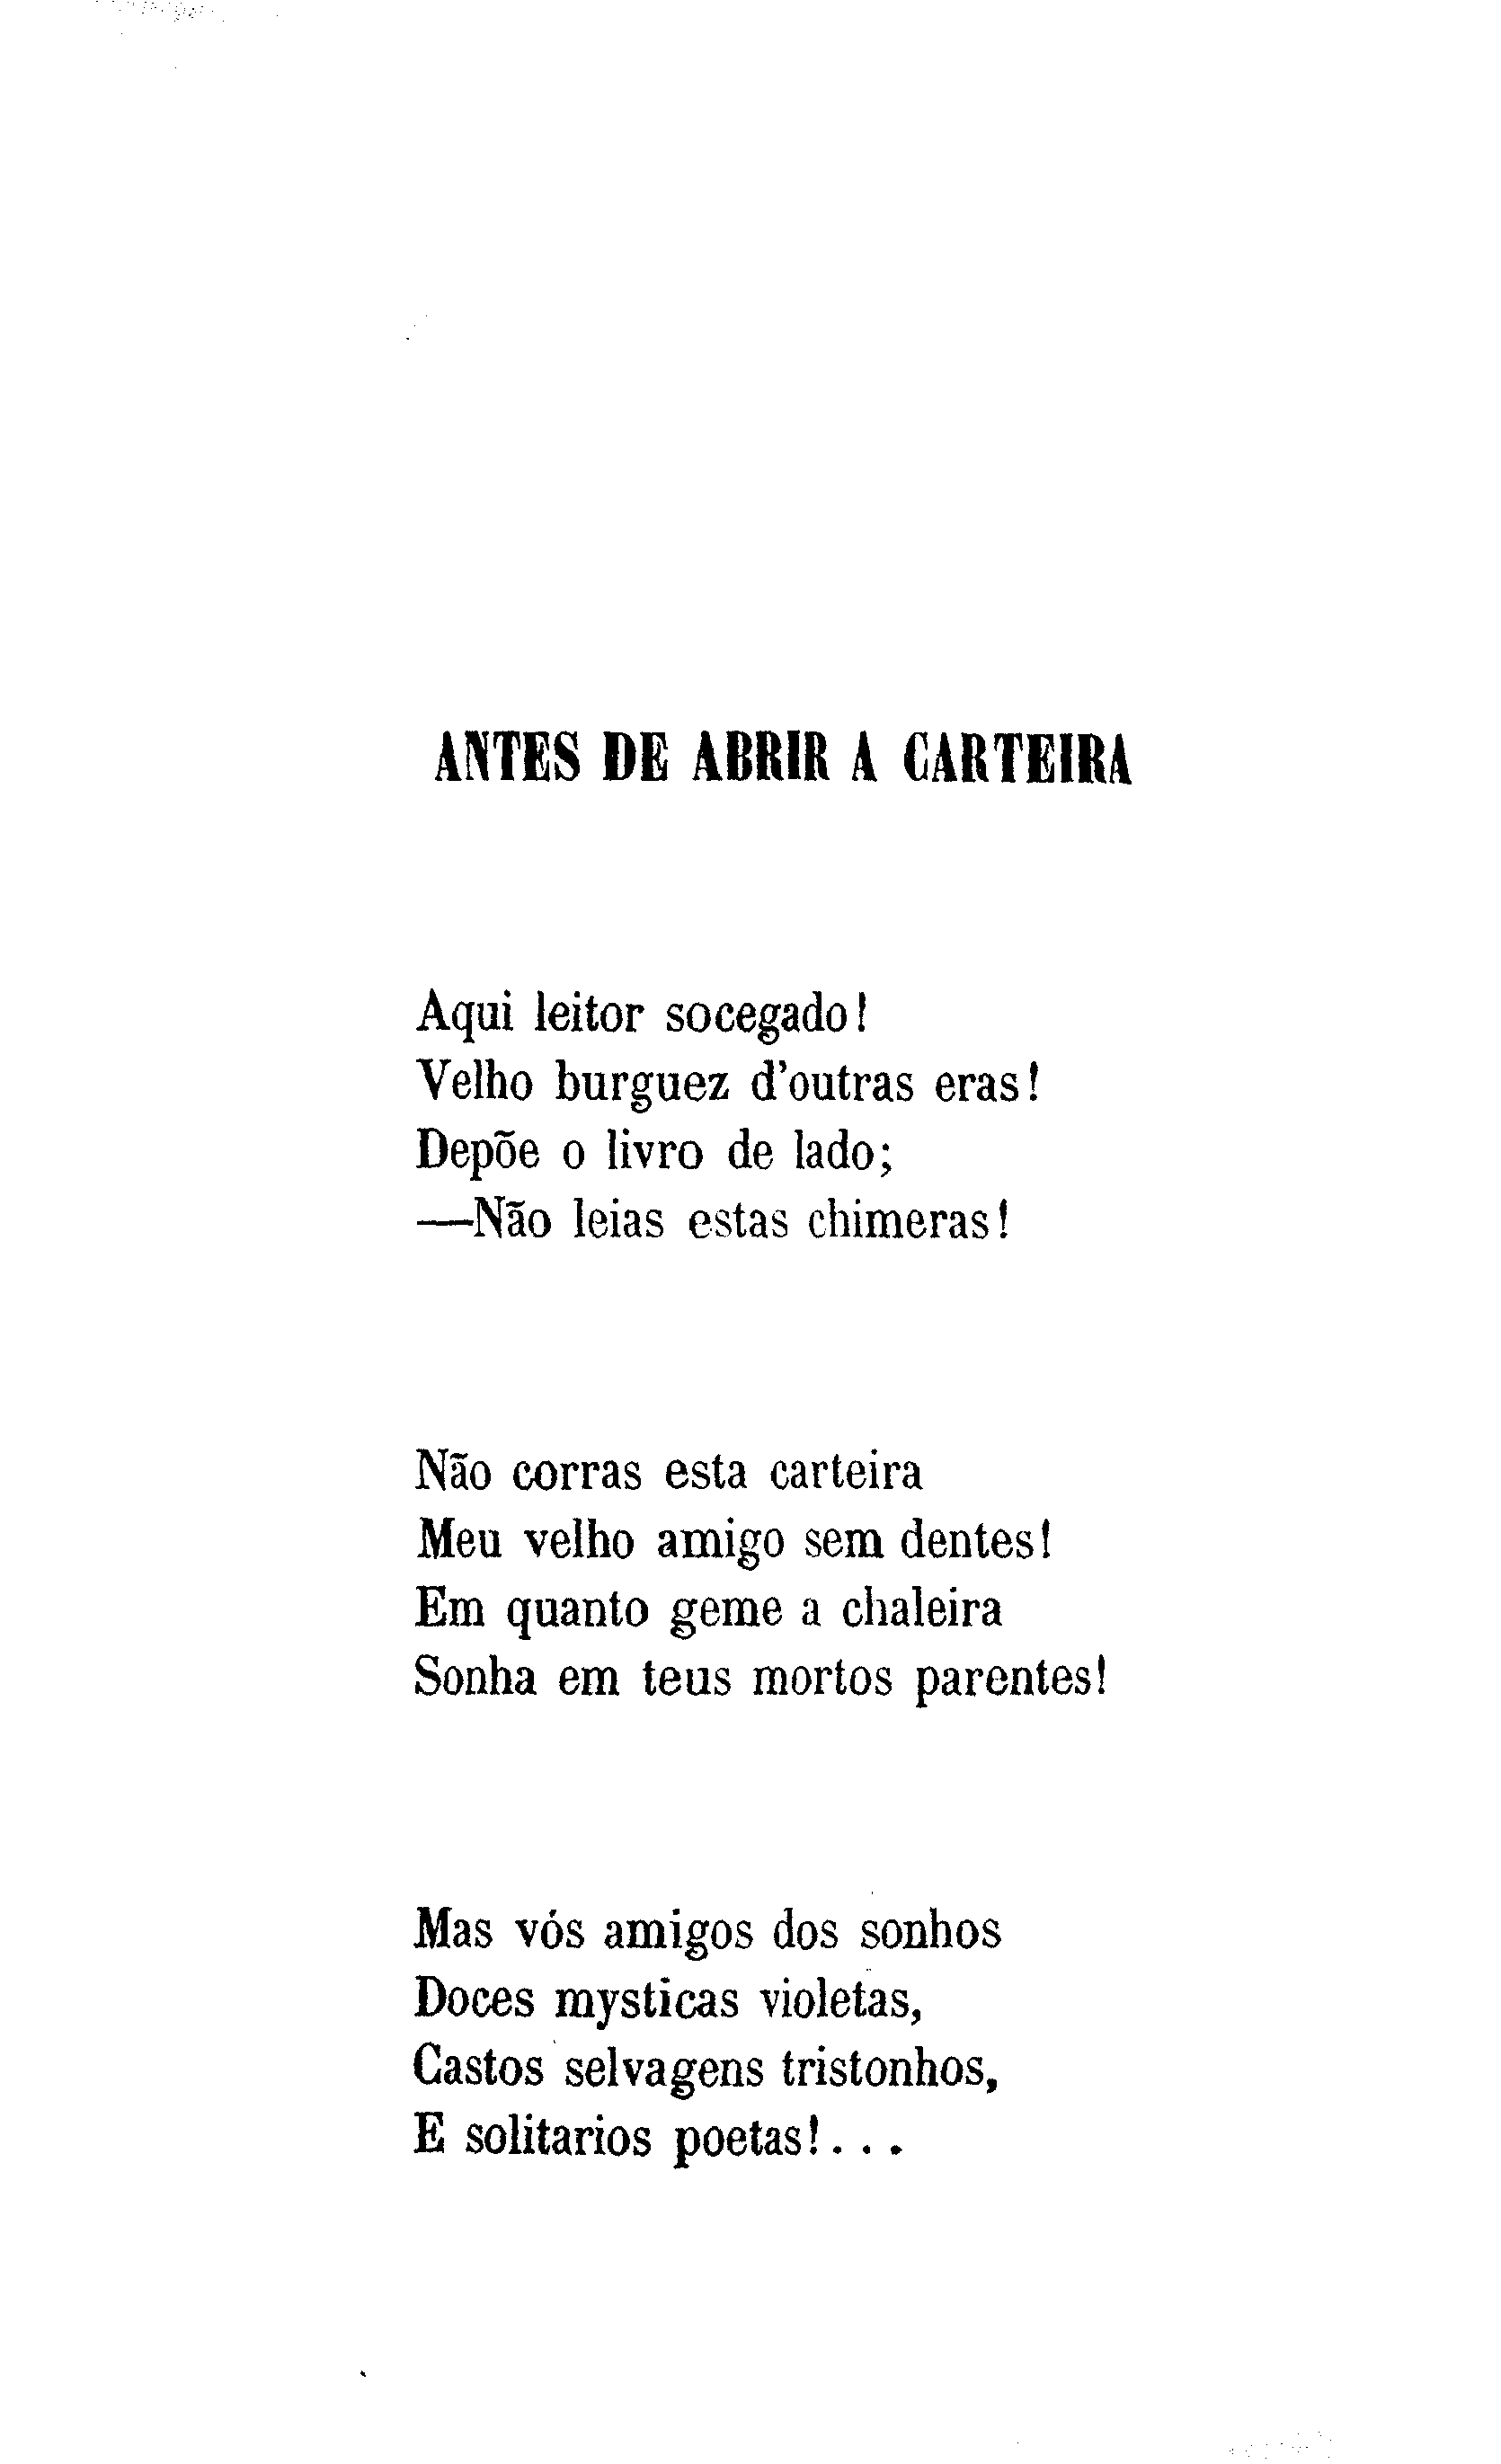 ANTES DE ABRIR A CARTEIRA
Aqui leitor socegado!
Velho burguez d'outras eras!
Depõe o livro de lado;
—Não leias estas chimeras!
Não corras esta carteira
Meu velho amigo sem dentes!
Em quanto geme a chaleira
Sonha em teus mortos parentes!
Mas vós amigos dos sonhos
Doces mysticas violetas,
Castos selvagens tristonhos,
E solitarios poetas!...